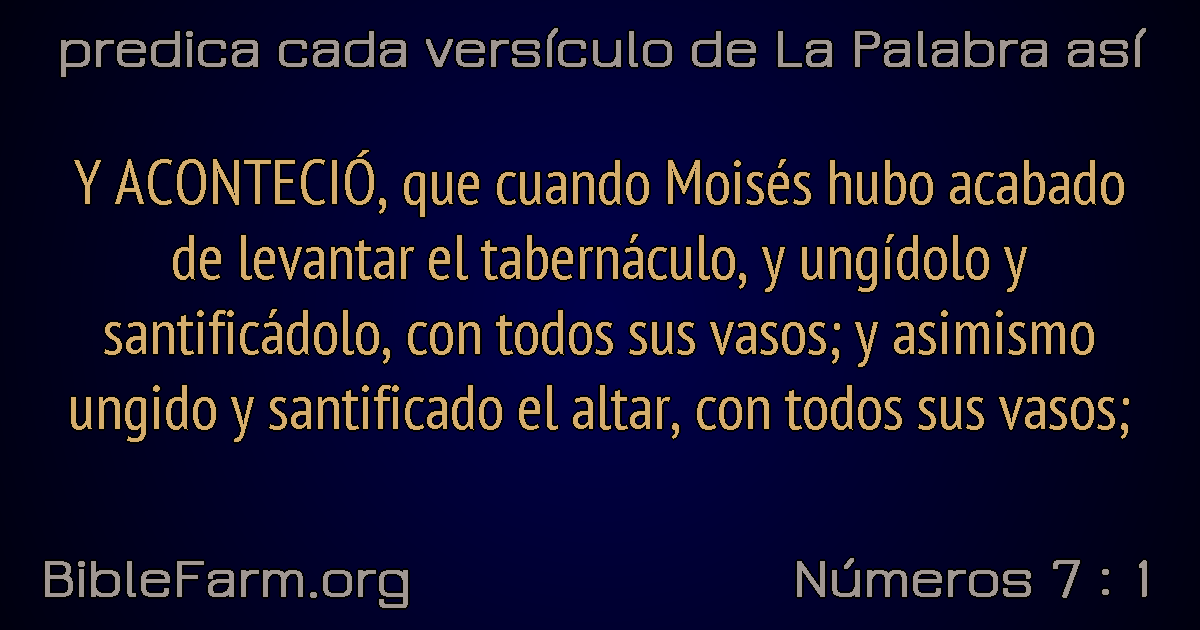 predica cada versículo de La Palabra así
Y ACONTECIÓ, que cuando Moisés hubo acabado
de levantar el tabernáculo, y ungídolo y
santificádolo, con todos sus vasos; y asimismo
ungido y santificado el altar, con todos sus vasos;
BibleFarm.org
Números 7 : 1